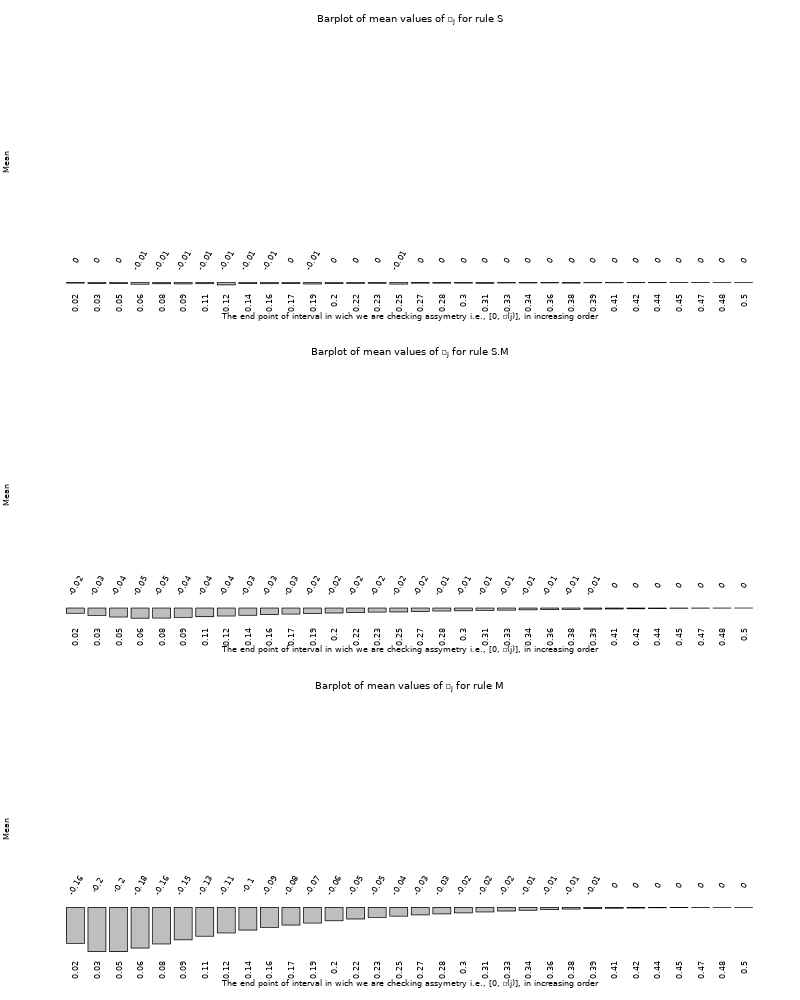 Barplot of mean values of □j for rule S
Mean
0 0 0 -0.01 -0.01 -0.01 -0.01 -0.01 -0.01 -0.01 0 -0.01 0 0 0 -0.01 0 0 0 0 0 0 0 0 0 0 0 0 0 0 0 0
0.02 0.03 0.05 0.06 0.08 0.09 0.11 0.12 0.14 0.16 0.17 0.19 0.2 0.22 0.23 0.25 0.27 0.28 0.3 0.31 0.33 0.34 0.36 0.38 0.39 0.41 0.42 0.44 0.45 0.47 0.48 0.5
The end point of interval in wich we are checking assymetry i.e., [0, □(j)], in increasing order
Barplot of mean values of □j for rule S.M
Mean
-0.02 -0.03 -0.04 -0.05 -0.05 -0.04 -0.04 -0.04 -0.03 -0.03 -0.03 -0.02 -0.02 -0.02 -0.02 -0.02 -0.02 -0.01 -0.01 -0.01 -0.01 -0.01 -0.01 -0.01 -0.01 0 0 0 0 0 0 0
0.02 0.03 0.05 0.06 0.08 0.09 0.11 0.12 0.14 0.16 0.17 0.19 0.2 0.22 0.23 0.25 0.27 0.28 0.3 0.31 0.33 0.34 0.36 0.38 0.39 0.41 0.42 0.44 0.45 0.47 0.48 0.5
The end point of interval in wich we are checking assymetry i.e., [0, □(j)], in increasing order
Barplot of mean values of □j for rule M
Mean
-0.16 -0.2 -0.2 -0.18 -0.16 -0.15 -0.13 -0.11 -0.1 -0.09 -0.08 -0.07 -0.06 -0.05 -0.05 -0.04 -0.03 -0.03 -0.02 -0.02 -0.02 -0.01 -0.01 -0.01 -0.01 0 0 0 0 0 0 0
0.02 0.03 0.05 0.06 0.08 0.09 0.11 0.12 0.14 0.16 0.17 0.19 0.2 0.22 0.23 0.25 0.27 0.28 0.3 0.31 0.33 0.34 0.36 0.38 0.39 0.41 0.42 0.44 0.45 0.47 0.48 0.5
The end point of interval in wich we are checking assymetry i.e., [0, □(j)], in increasing order